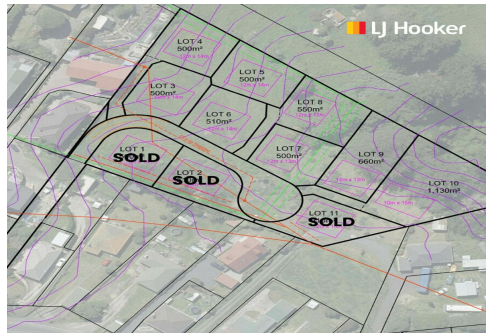 LJ Hooker
LOT 4
500m²
LOT 5
500m²
LOT 3
500m²
LOT 8
550m²
LOT 6
510m²
LOT 7
500m²
LOT 9
660m²
LOT 10
1,130m²
LOT 1
SOLD
LOT 2
SOLD
LOT 11
SOLD